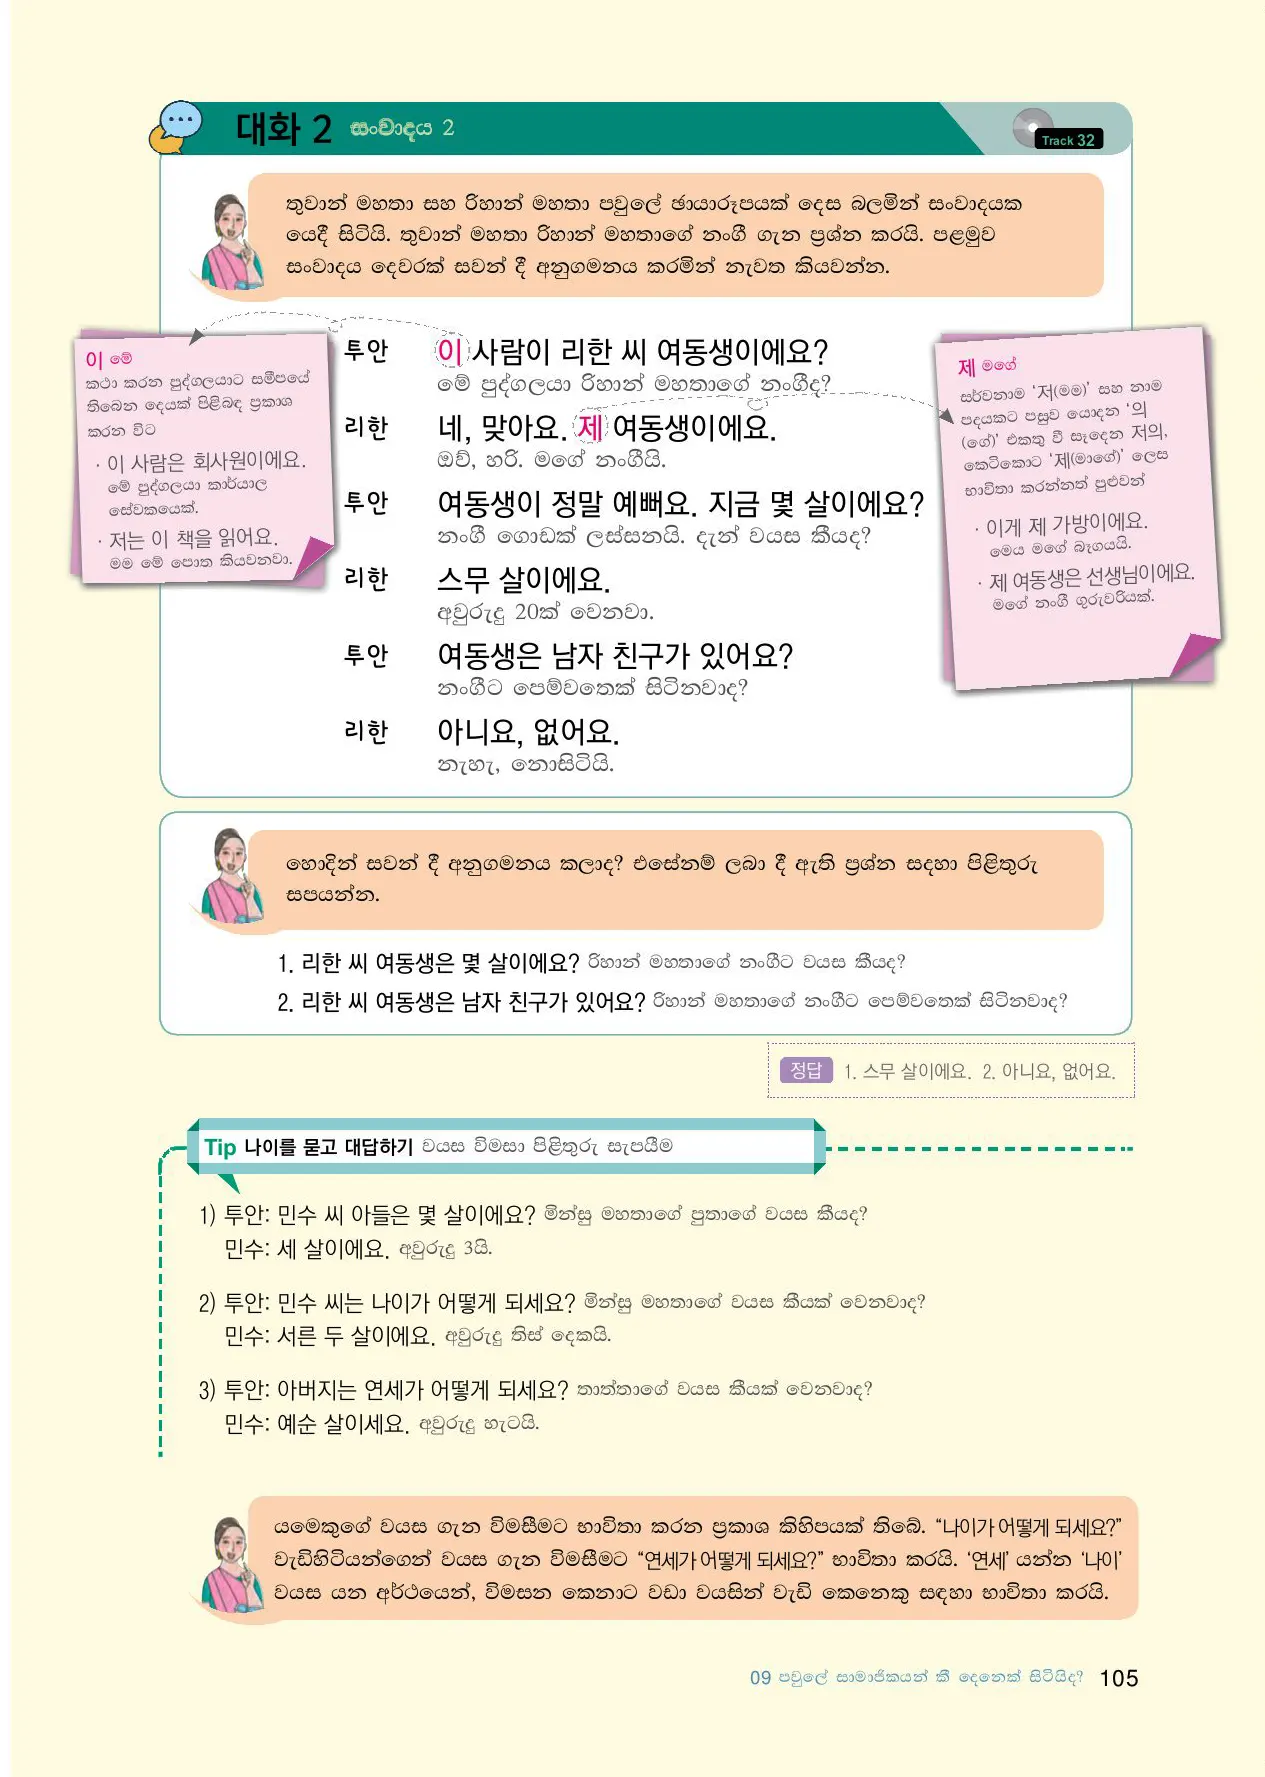 대화 2 සංවාදය 2
Track 32
තුවාන් මහතා සහ රිහාන් මහතා පවුලේ ඡායාරූපයක් දෙස බලමින් සංවාදයක
යෙදී සිටියි. තුවාන් මහතා රිහාන් මහතාගේ නංගී ගැන ප්‍රශ්න කරයි. පළමුව
සංවාදය දෙවරක් සවන් දී අනුගමනය කරමින් නැවත කියවන්න.
이 මේ
කථා කරන පුද්ගලයාට සමීපයේ
තිබෙන දෙයක් පිළිබඳ ප්‍රකාශ
කරන විට
· 이 사람은 회사원이에요.
මේ පුද්ගලයා කාර්යාල
සේවකයෙක්.
· 저는 이 책을 읽어요.
මම මේ පොත කියවනවා.
투안 이 사람이 리한 씨 여동생이에요?
මේ පුද්ගලයා රිහාන් මහතාගේ නංගීද?
리한 네, 맞아요. 제 여동생이에요.
ඔව්, හරි. මගේ නංගීයි.
투안 여동생이 정말 예뻐요. 지금 몇 살이에요?
නංගී ගොඩක් ලස්සනයි. දැන් වයස කීයද?
리한 스무 살이에요.
අවුරුදු 20ක් වෙනවා.
투안 여동생은 남자 친구가 있어요?
නංගීට පෙම්වතෙක් සිටිනවාද?
리한 아니요, 없어요.
නැහැ, නොසිටියි.
제 මගේ
සර්වනාම ‘저(මම)’ සහ නාම
පදයකට පසුව යොදන ‘의
(ගේ)’ එකතු වී සෑදෙන 저의,
කෙටිකොට ‘제(මාගේ)’ ලෙස
භාවිතා කරන්නත් පුළුවන්
· 이게 제 가방이에요.
මෙය මගේ බෑගයයි.
· 제 여동생은 선생님이에요.
මගේ නංගී ගුරුවරියක්.
හොදින් සවන් දී අනුගමනය කලාද? එසේනම් ලබා දී ඇති ප්‍රශ්න සදහා පිළිතුරු
සපයන්න.
1. 리한 씨 여동생은 몇 살이에요? රිහාන් මහතාගේ නංගීට වයස කීයද?
2. 리한 씨 여동생은 남자 친구가 있어요? රිහාන් මහතාගේ නංගීට පෙම්වතෙක් සිටිනවාද?
정답 1. 스무 살이에요. 2. 아니요, 없어요.
Tip 나이를 묻고 대답하기 වයස විමසා පිළිතුරු සැපයීම
1) 투안: 민수 씨 아들은 몇 살이에요? මින්සු මහතාගේ පුතාගේ වයස කීයද?
민수: 세 살이에요. අවුරුදු 3යි.
2) 투안: 민수 씨는 나이가 어떻게 되세요? මින්සු මහතාගේ වයස කීයක් වෙනවාද?
민수: 서른 두 살이에요. අවුරුදු තිස් දෙකයි.
3) 투안: 아버지는 연세가 어떻게 되세요? තාත්තාගේ වයස කීයක් වෙනවාද?
민수: 예순 살이세요. අවුරුදු හැටයි.
යමෙකුගේ වයස ගැන විමසීමට භාවිතා කරන ප්‍රකාශ කිහිපයක් තිබේ. “나이가 어떻게 되세요?”
වැඩිහිටියන්ගෙන් වයස ගැන විමසීමට “연세가 어떻게 되세요?” භාවිතා කරයි. ‘연세’ යන්න ‘나이’
වයස යන අර්ථයෙන්, විමසන කෙනාට වඩා වයසින් වැඩි කෙනෙකු සඳහා භාවිතා කරයි.
09 පවුලේ සාමාජිකයන් කී දෙනෙක් සිටියිද? 105